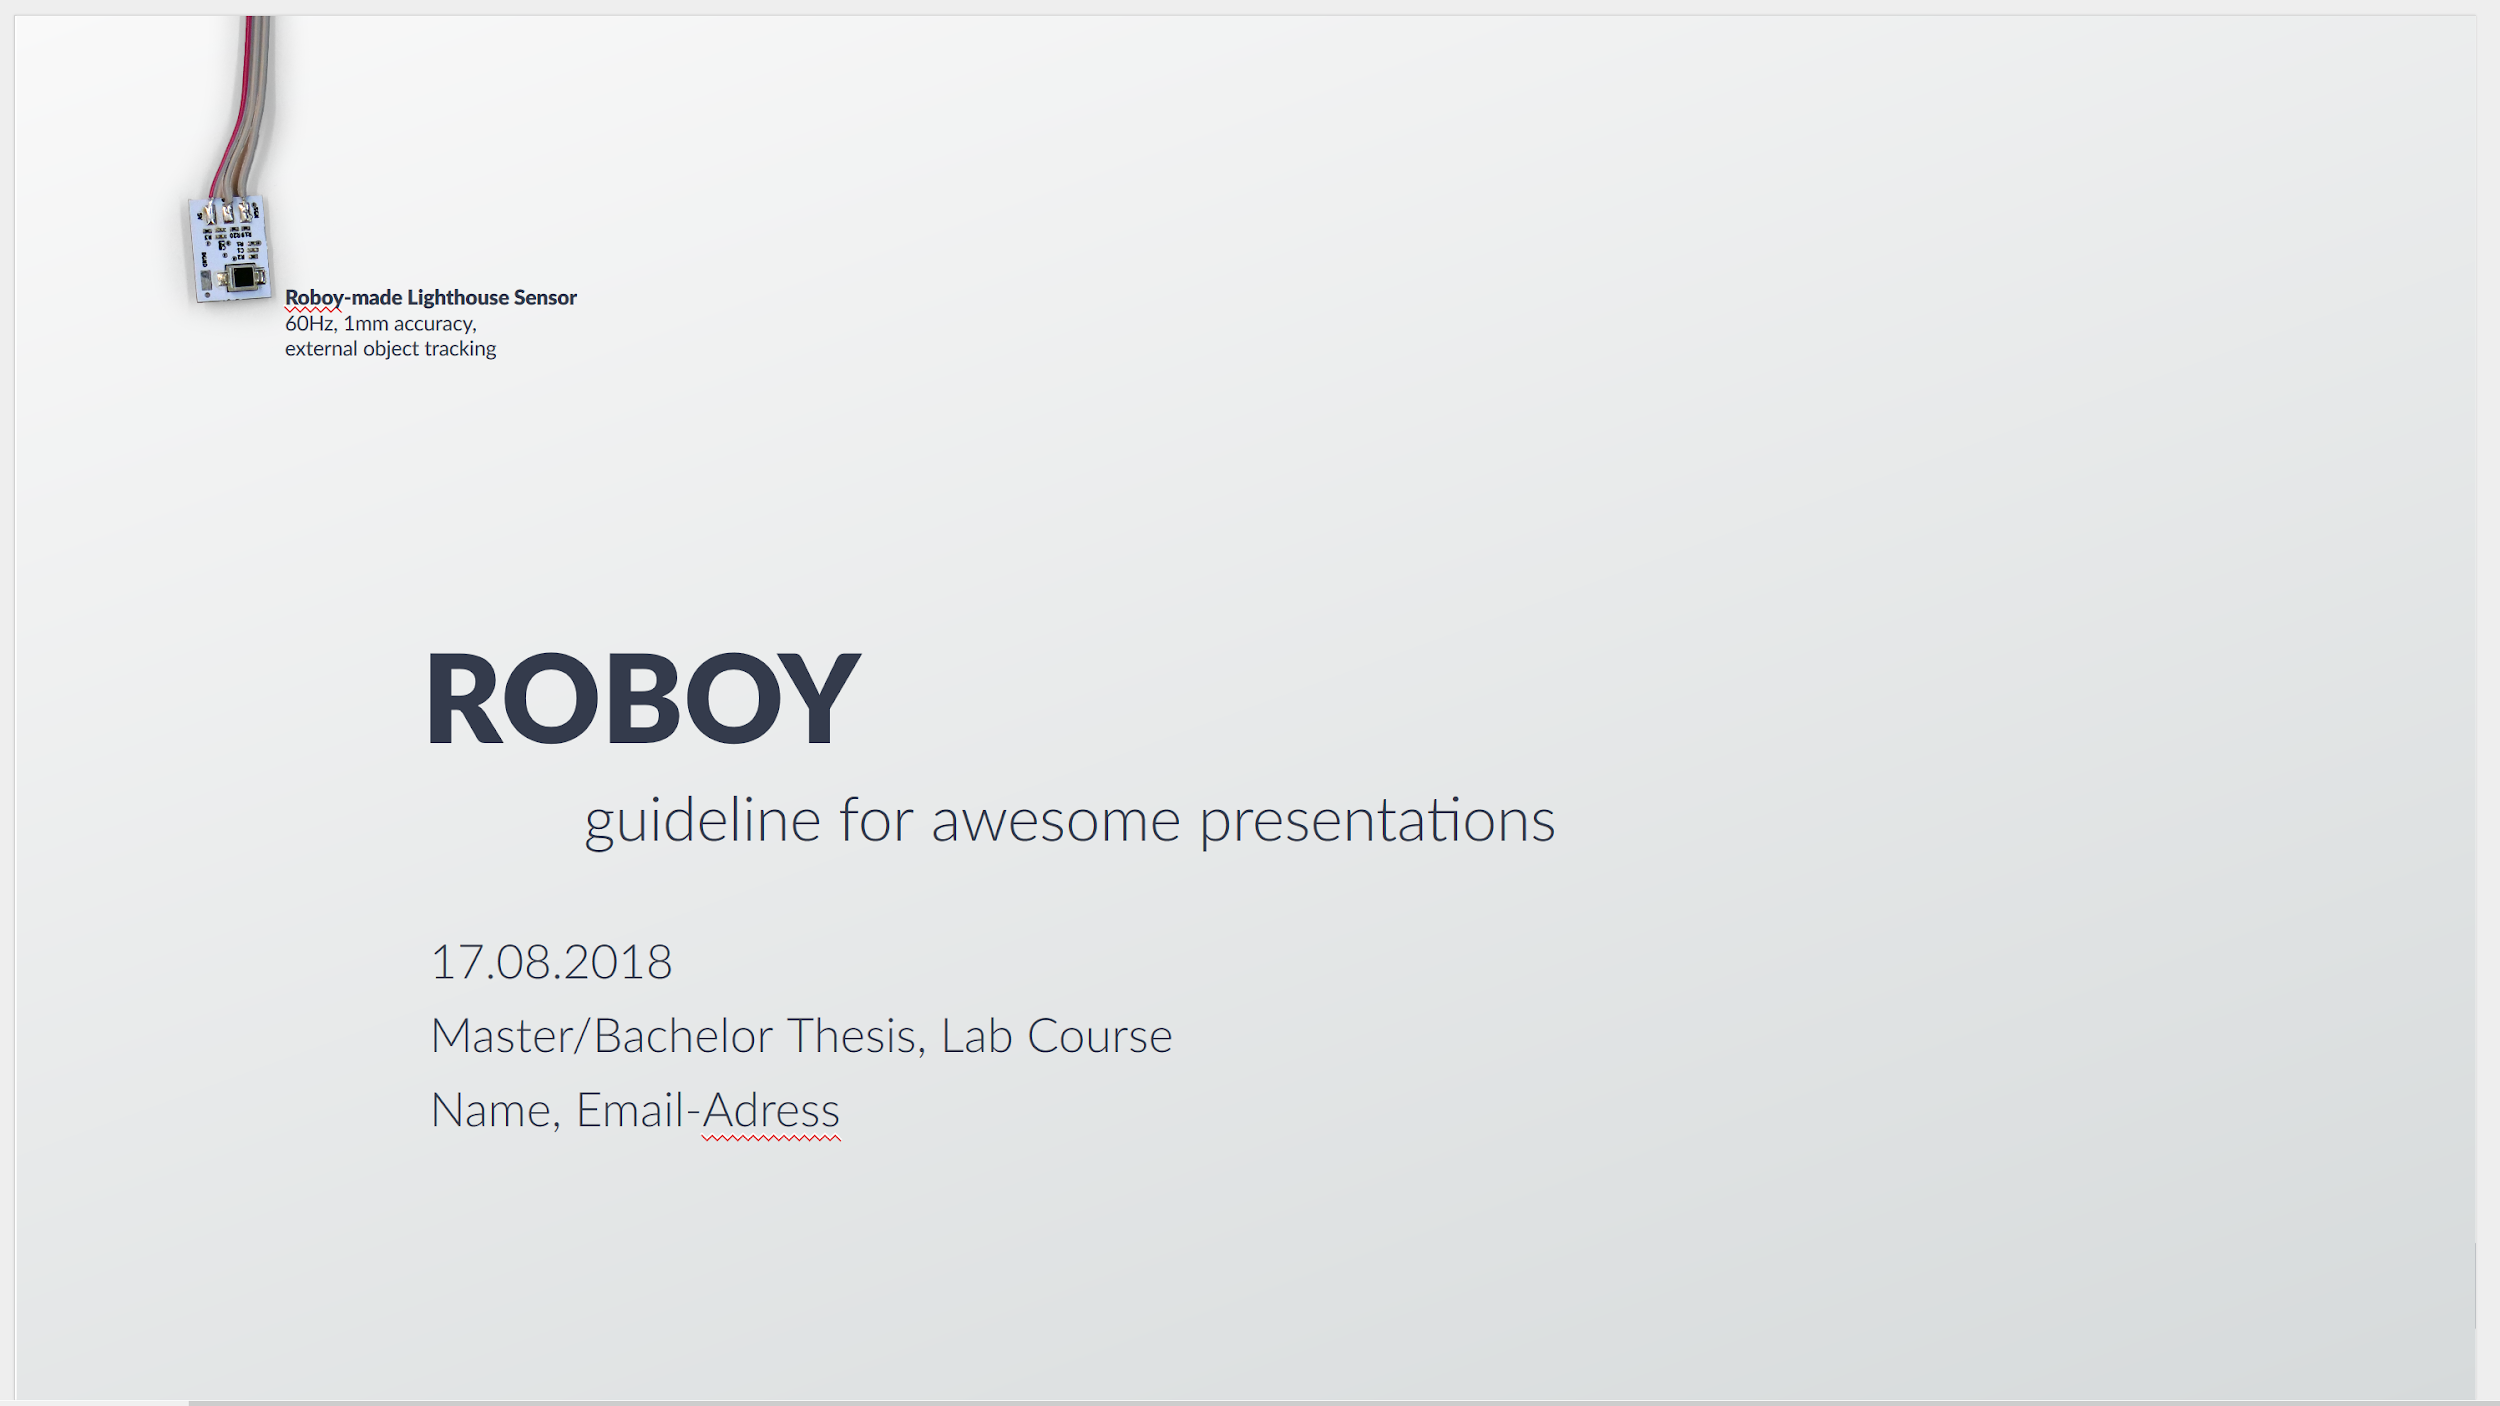 Roboy-made Lighthouse Sensor
60Hz, 1mm accuracy,
external object tracking
ROBOY
guideline for awesome presentations
17.08.2018
Master/Bachelor Thesis, Lab Course
Name, Email-Adress